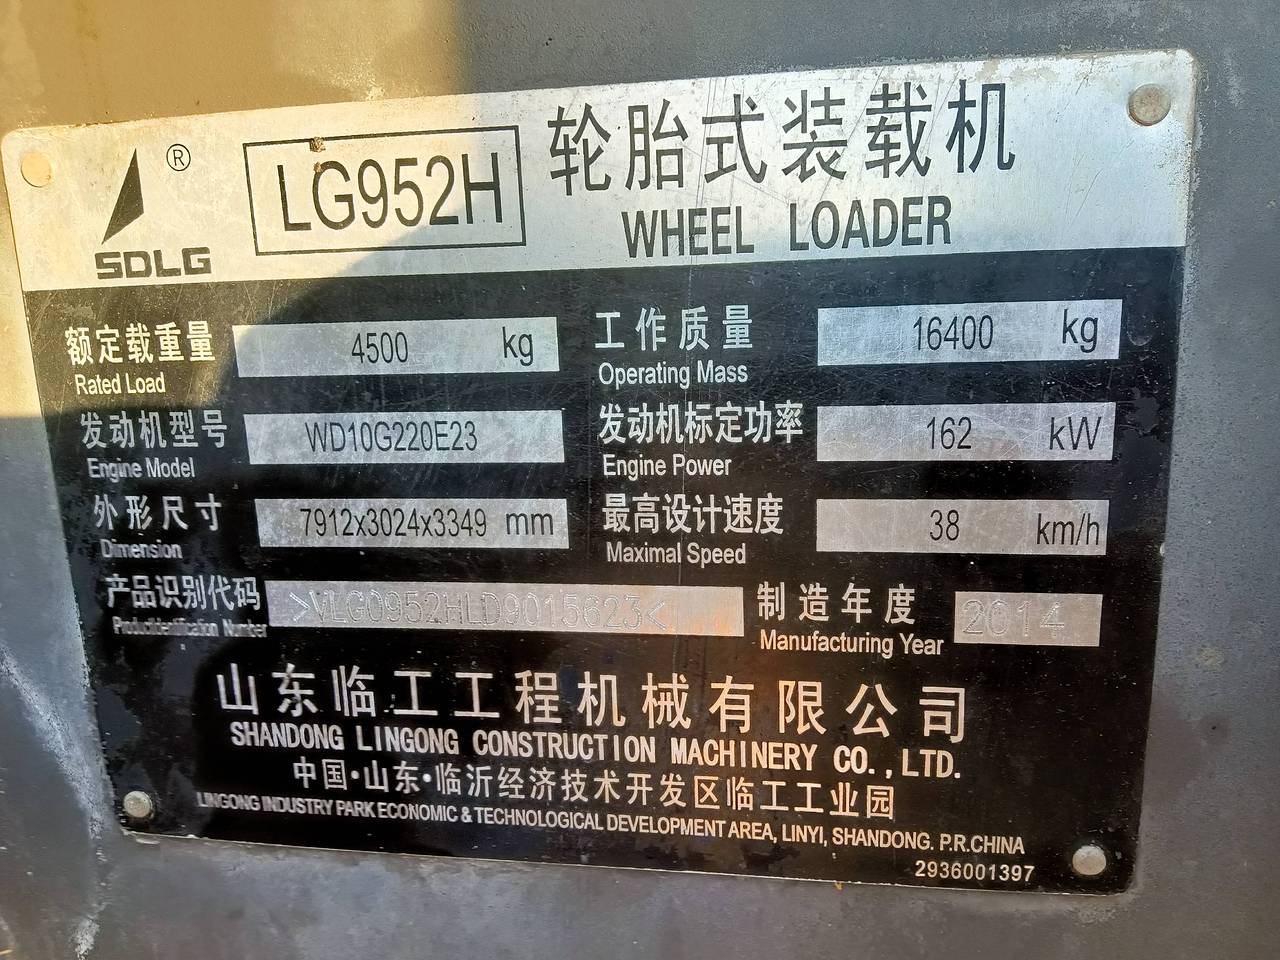 ®
SDLG
LG952H
轮胎式装载机
WHEEL LOADER
额定载重量 4500 kg
Rated Load
工作质量 16400 kg
Operating Mass
发动机型号 WD10G220E23
Engine Model
发动机标定功率 162 kW
Engine Power
外形尺寸 7912x3024x3349 mm
Dimension
最高设计速度 38 km/h
Maximal Speed
产品识别代码 >VLG0952HLD9015623<
ProductIdentification Number
制造年度 2014
Manufacturing Year
山东临工工程机械有限公司
SHANDONG LINGONG CONSTRUCTION MACHINERY CO.,LTD.
中国·山东·临沂经济技术开发区临工工业园
LINGONG INDUSTRY PARK ECONOMIC & TECHNOLOGICAL DEVELOPMENT AREA, LINYI, SHANDONG. P.R.CHINA
2936001397